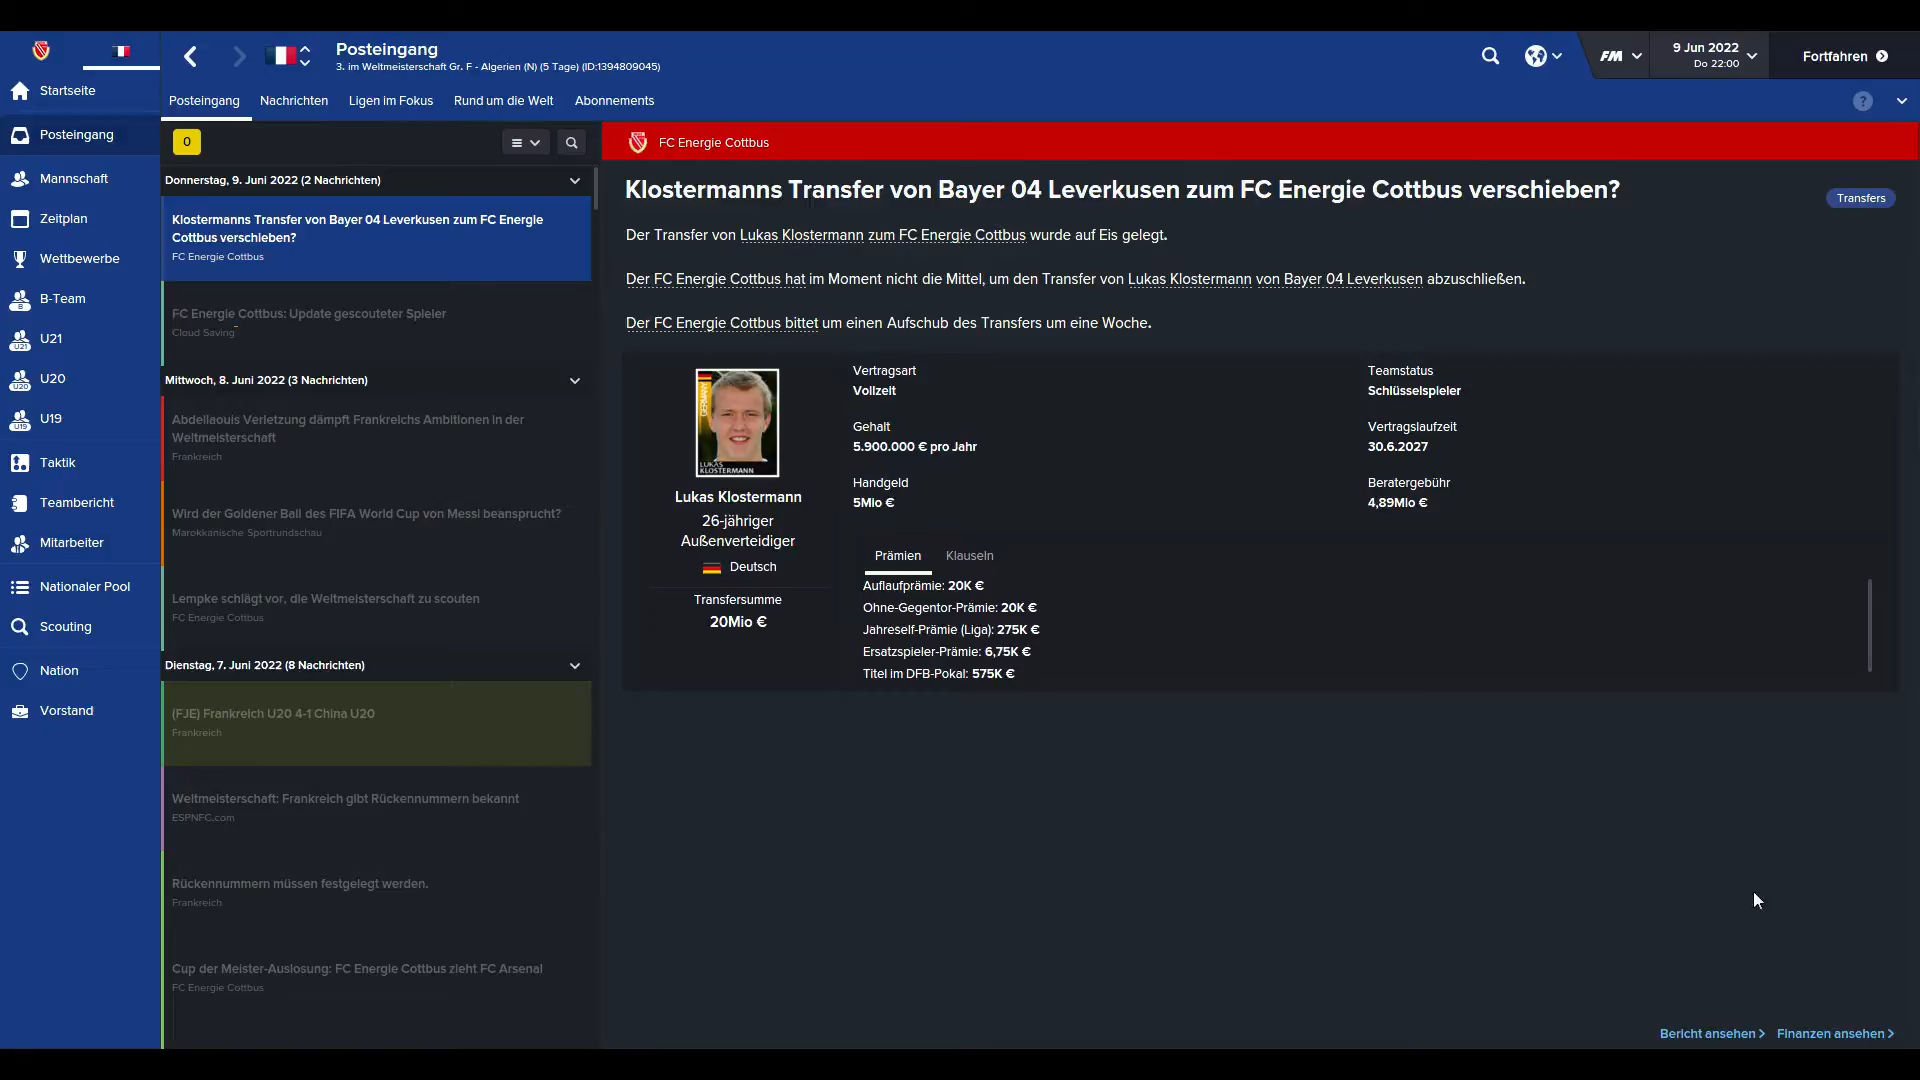 Posteingang
3. im Weltmeisterschaft Gr. F - Algerien (N) (5 Tage) (ID:1394809045)
FM
9 Jun 2022
Do 22:00
Fortfahren
Startseite
Posteingang
Mannschaft
Zeitplan
Wettbewerbe
B
B-Team
U21
U21
U20
U20
U19
U19
Taktik
Teambericht
Mitarbeiter
Nationaler Pool
Scouting
Nation
Vorstand
Posteingang
Nachrichten
Ligen im Fokus
Rund um die Welt
Abonnements
?
0
Donnerstag, 9. Juni 2022 (2 Nachrichten)
Klostermanns Transfer von Bayer 04 Leverkusen zum FC Energie
Cottbus verschieben?
FC Energie Cottbus
FC Energie Cottbus: Update gescouteter Spieler
Cloud Saving
Mittwoch, 8. Juni 2022 (3 Nachrichten)
Abdellaouis Verletzung dämpft Frankreichs Ambitionen in der
Weltmeisterschaft
Frankreich
Wird der Goldener Ball des FIFA World Cup von Messi beansprucht?
Marokkanische Sportrundschau
Lempke schlägt vor, die Weltmeisterschaft zu scouten
FC Energie Cottbus
Dienstag, 7. Juni 2022 (8 Nachrichten)
(FJE) Frankreich U20 4-1 China U20
Frankreich
Weltmeisterschaft: Frankreich gibt Rückennummern bekannt
ESPNFC.com
Rückennummern müssen festgelegt werden.
Frankreich
Cup der Meister-Auslosung: FC Energie Cottbus zieht FC Arsenal
FC Energie Cottbus
FC Energie Cottbus
Klostermanns Transfer von Bayer 04 Leverkusen zum FC Energie Cottbus verschieben?
Transfers
Der Transfer von Lukas Klostermann zum FC Energie Cottbus wurde auf Eis gelegt.
Der FC Energie Cottbus hat im Moment nicht die Mittel, um den Transfer von Lukas Klostermann von Bayer 04 Leverkusen abzuschließen.
Der FC Energie Cottbus bittet um einen Aufschub des Transfers um eine Woche.
GERMANY
LUKAS
KLOSTERMANN
Lukas Klostermann
26-jähriger
Außenverteidiger
Deutsch
Transfersumme
20Mio €
Vertragsart
Vollzeit
Teamstatus
Schlüsselspieler
Gehalt
5.900.000 € pro Jahr
Vertragslaufzeit
30.6.2027
Handgeld
5Mio €
Beratergebühr
4,89Mio €
Prämien
Klauseln
Auflaufprämie: 20K €
Ohne-Gegentor-Prämie: 20K €
Jahreself-Prämie (Liga): 275K €
Ersatzspieler-Prämie: 6,75K €
Titel im DFB-Pokal: 575K €
Bericht ansehen
Finanzen ansehen